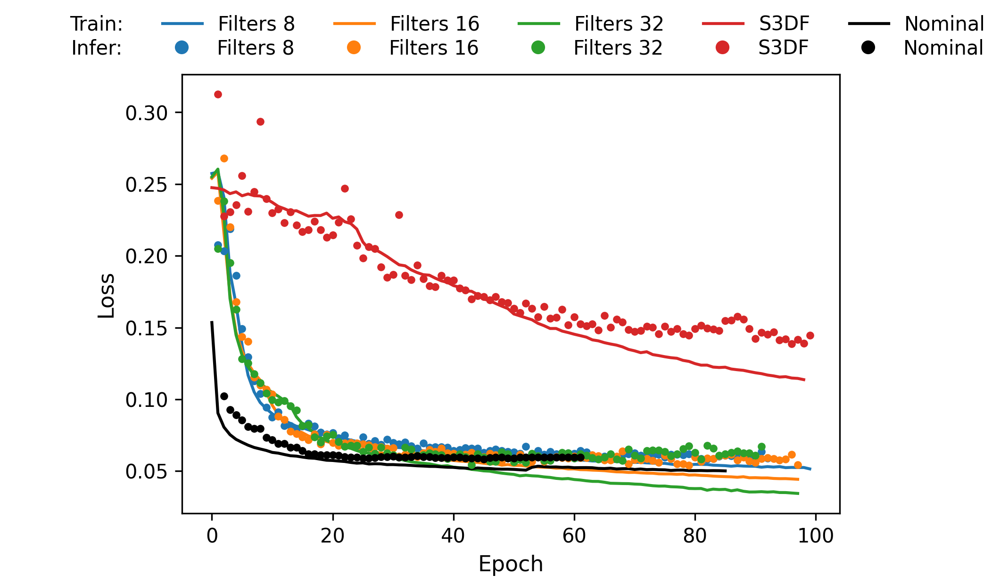 Train: Filters 8 Filters 16 Filters 32 S3DF Nominal
Infer: Filters 8 Filters 16 Filters 32 S3DF Nominal
0.30
0.25
0.20
0.15
0.10
0.05
Loss
0 20 40 60 80 100
Epoch